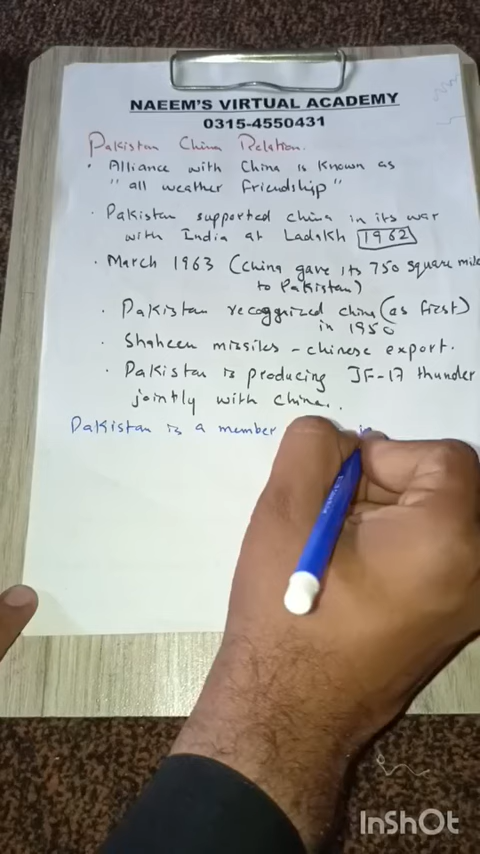 NAEEM'S VIRTUAL ACADEMY
0315-4550431
Pakistan China Relation.
• Alliance with China is known as
"all weather Friendship"
• Pakistan supported china in its war
with India at Ladakh 1962
• March 1963 (China gave its 750 square mile
to Pakistan)
• Pakistan recognized china (as first)
in 1950
• Shaheen missiles - chinese export.
• Pakistan is producing JF-17 thunder
jointly with China..
Pakistan is a member
InShOt